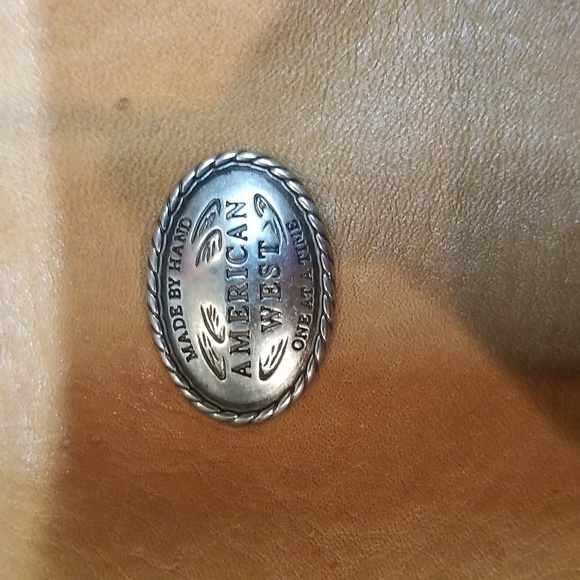 MADE BY HAND
AMERICAN
WEST
ONE AT A TIME